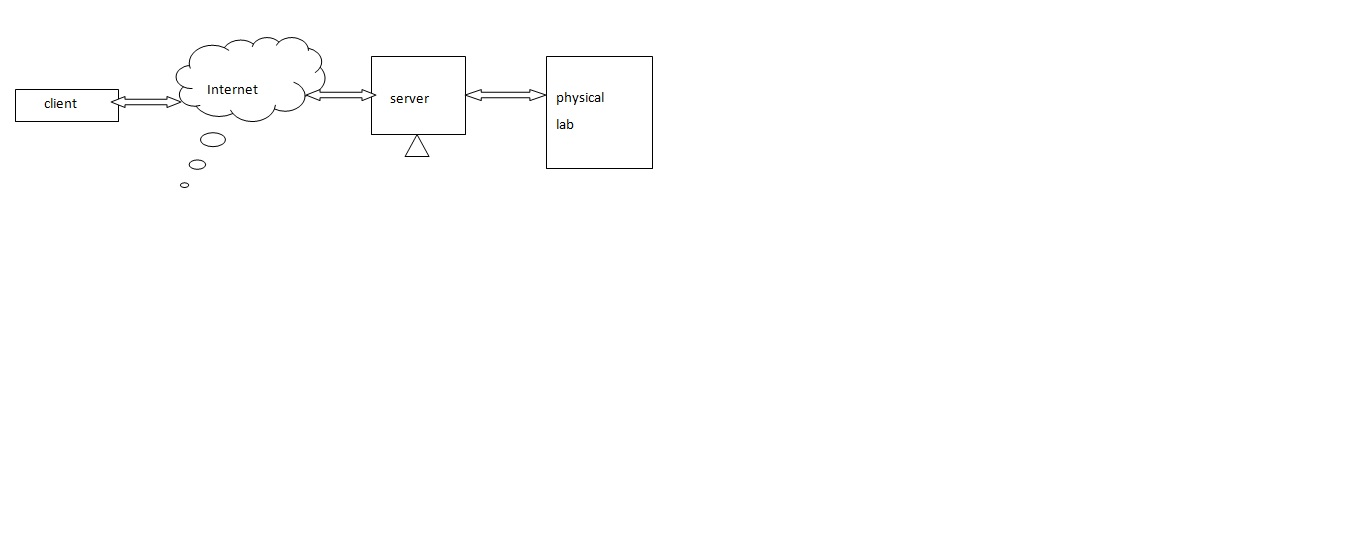 client
Internet
server
physical
lab